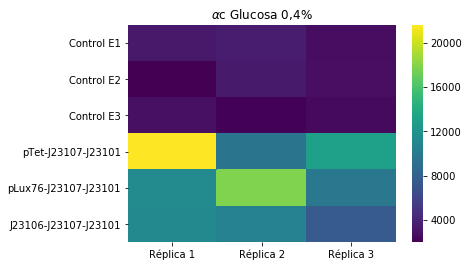 αc Glucosa 0,4%
Control E1
Control E2
Control E3
pTet-J23107-J23101
pLux76-J23107-J23101
J23106-J23107-J23101
Réplica 1
Réplica 2
Réplica 3
20000
16000
12000
8000
4000